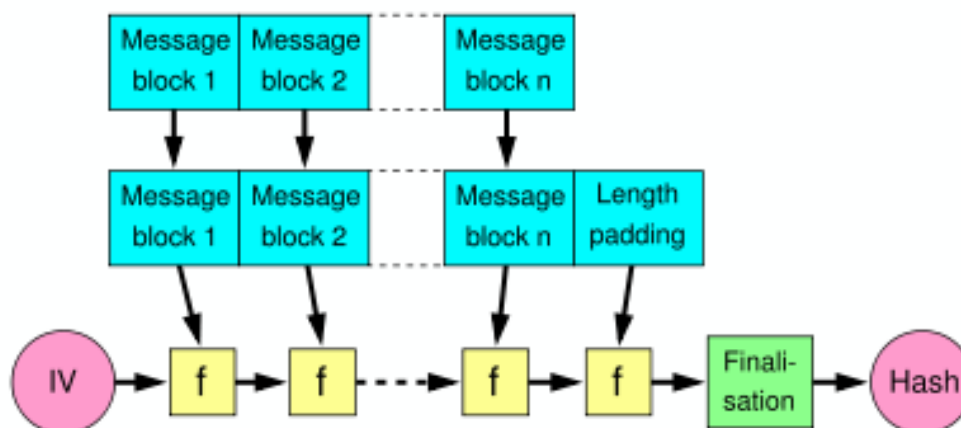 Message Message Message
block 1 block 2 block n
Message Message Message Length
block 1 block 2 block n padding
IV f f f f Finali- Hash
sation